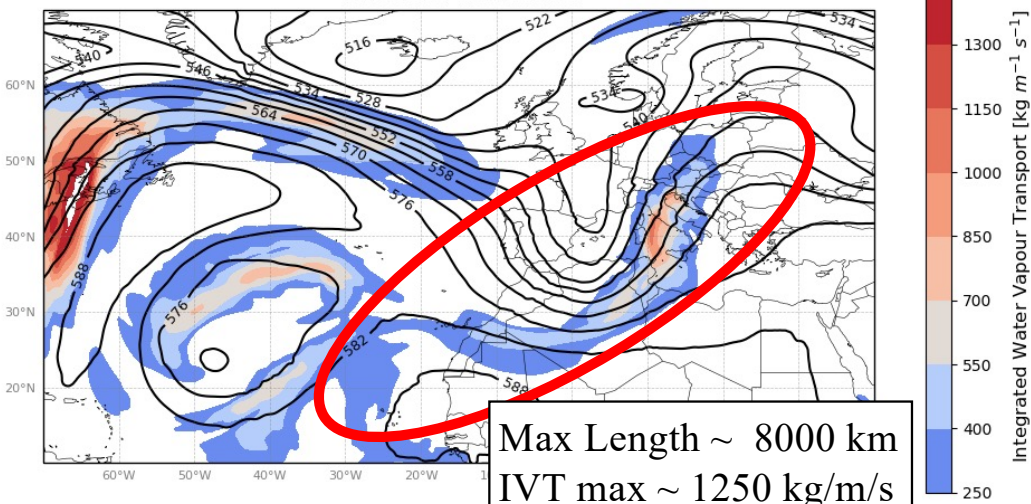 522
534
516
540
546
534
528
564
552
570
558
576
534
540
588
576
582
588
60°N
50°N
40°N
30°N
20°N
60°W
50°W
40°W
30°W
20°W
Max Length ~ 8000 km
IVT max ~ 1250 kg/m/s
1300
1150
1000
850
700
550
400
250
Integrated Water Vapour Transport [kg m⁻¹ s⁻¹]